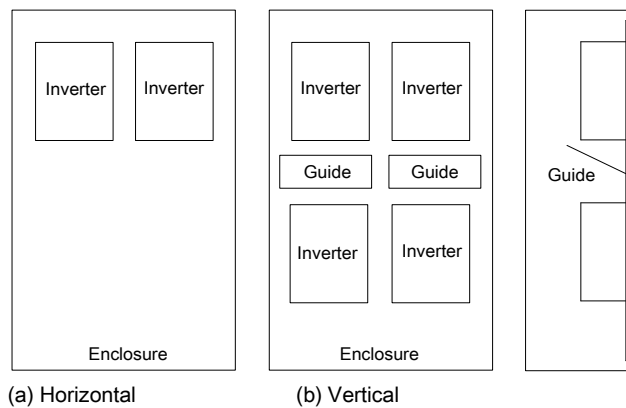 Inverter Inverter
Enclosure
(a) Horizontal
Inverter Inverter
Guide Guide
Inverter Inverter
Enclosure
(b) Vertical
Guide